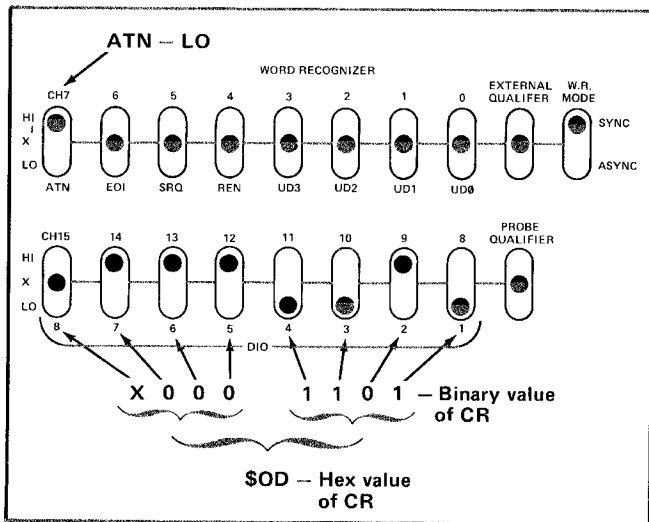 ATN – LO
WORD RECOGNIZER
CH7 6 5 4 3 2 1 0 EXTERNAL QUALIFER W.R. MODE
HI
X
LO
SYNC
ASYNC
ATN EOI SRQ REN UD3 UD2 UD1 UD0
CH15 14 13 12 11 10 9 8 PROBE QUALIFIER
HI
X
LO
8 7 6 5 4 3 2 1
DIO
X 0 0 0 1 1 0 1 – Binary value
of CR
$OD – Hex value
of CR